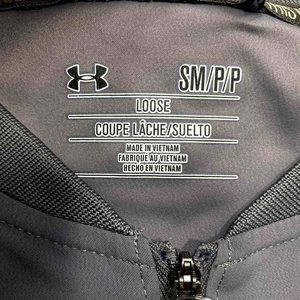 SM/P/P
LOOSE
COUPE LÂCHE/SUELTO
MADE IN VIETNAM
FABRIQUÉ AU VIETNAM
HECHO EN VIETNAM